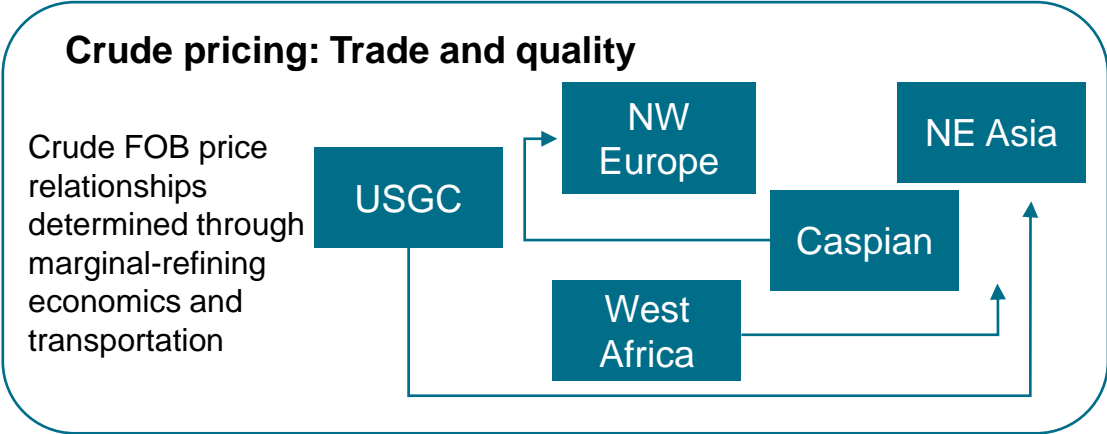 Crude pricing: Trade and quality
Crude FOB price
relationships
determined through
marginal-refining
economics and
transportation
USGC
NW
Europe
NE Asia
Caspian
West
Africa